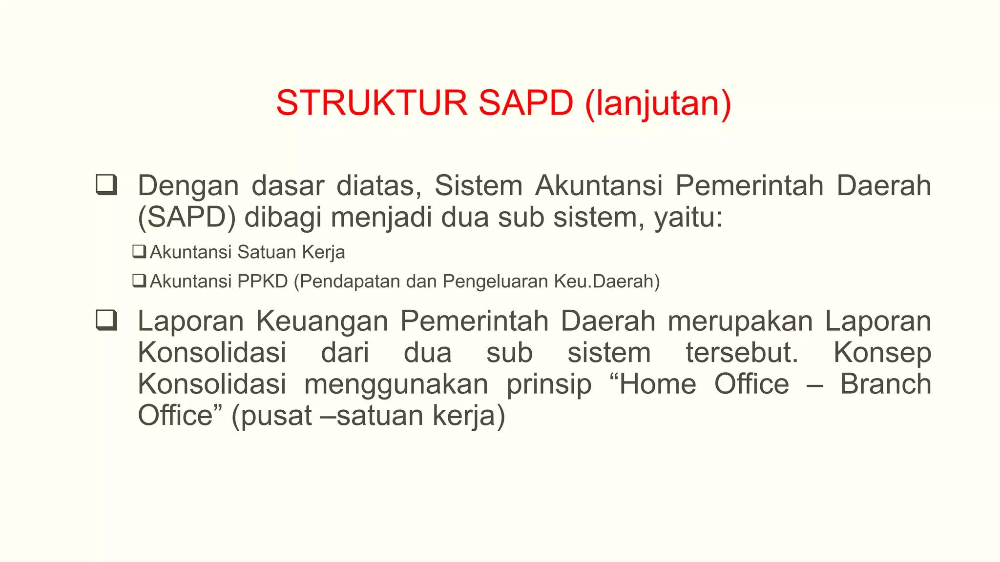 STRUKTUR SAPD (lanjutan)
❑ Dengan dasar diatas, Sistem Akuntansi Pemerintah Daerah
(SAPD) dibagi menjadi dua sub sistem, yaitu:
❑Akuntansi Satuan Kerja
❑Akuntansi PPKD (Pendapatan dan Pengeluaran Keu.Daerah)
❑ Laporan Keuangan Pemerintah Daerah merupakan Laporan
Konsolidasi dari dua sub sistem tersebut. Konsep
Konsolidasi menggunakan prinsip “Home Office – Branch
Office” (pusat –satuan kerja)